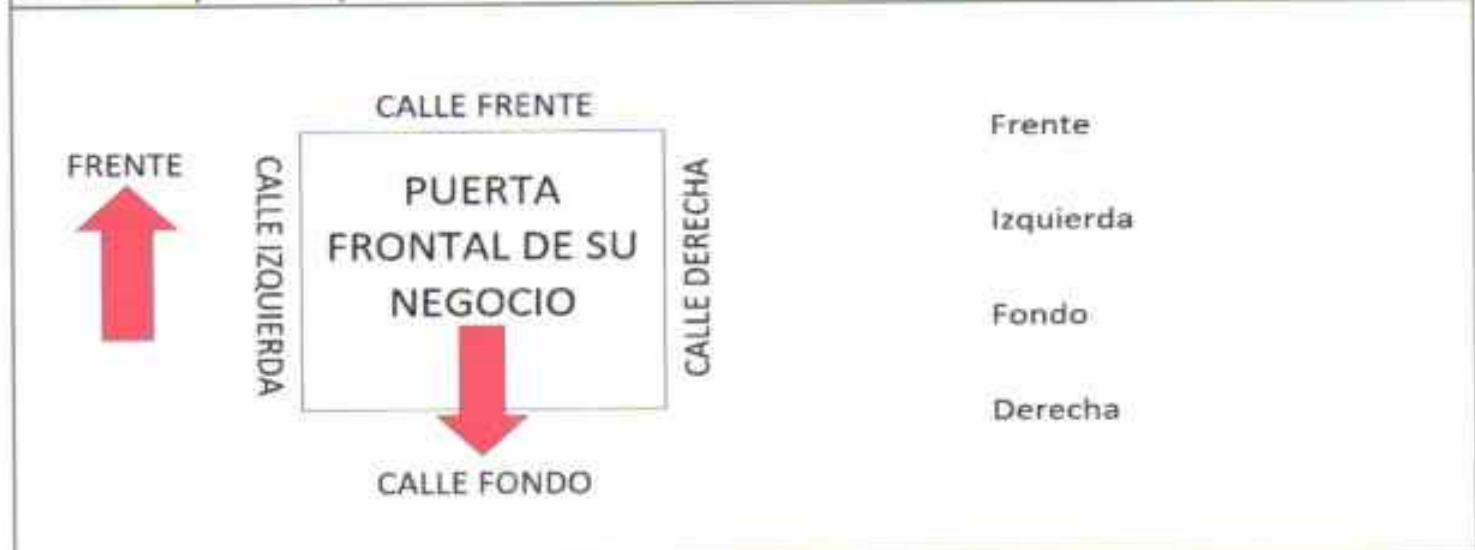 CALLE FRENTE
FRENTE
CALLE IZQUIERDA
PUERTA
FRONTAL DE SU
NEGOCIO
CALLE DERECHA
CALLE FONDO
Frente
Izquierda
Fondo
Derecha